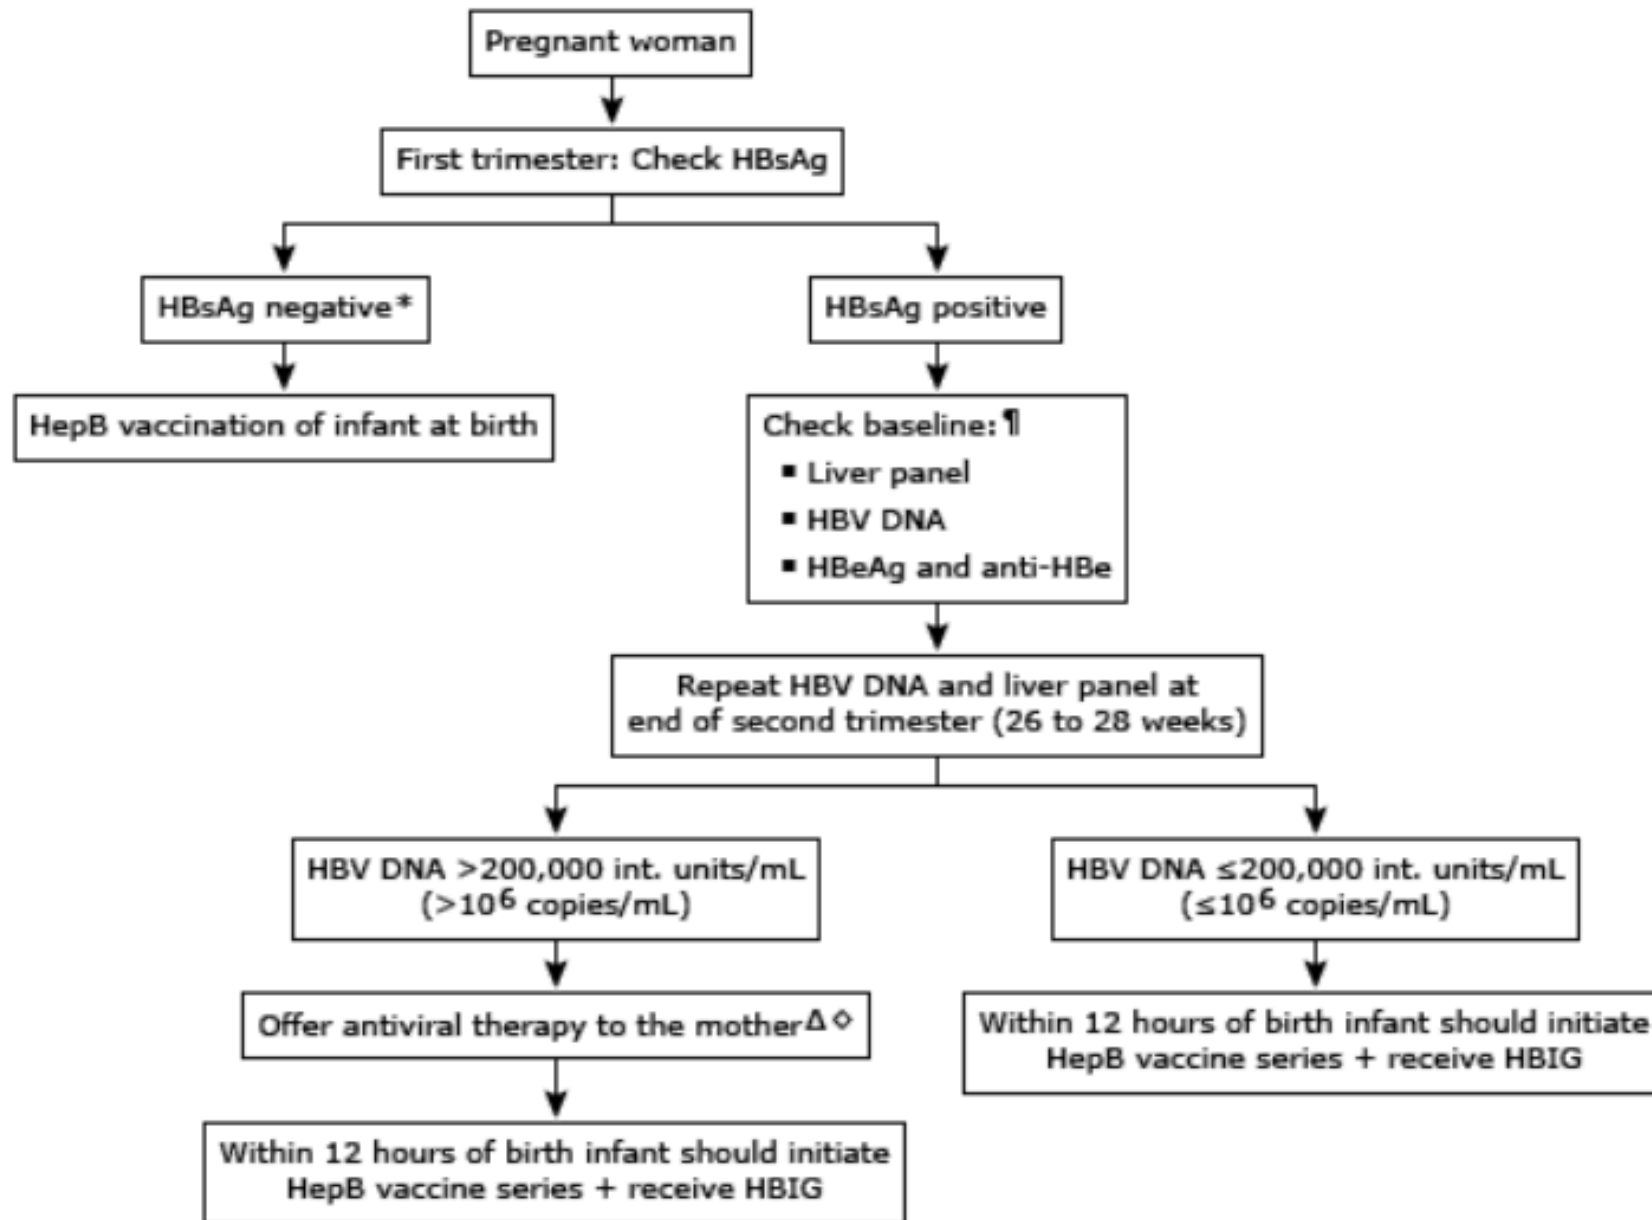 Pregnant woman
First trimester: Check HBsAg
HBsAg negative*
HBsAg positive
HepB vaccination of infant at birth
Check baseline:¶
▪ Liver panel
▪ HBV DNA
▪ HBeAg and anti-HBe
Repeat HBV DNA and liver panel at
end of second trimester (26 to 28 weeks)
HBV DNA >200,000 int. units/mL
(>10⁶ copies/mL)
HBV DNA ≤200,000 int. units/mL
(≤10⁶ copies/mL)
Offer antiviral therapy to the motherΔ◇
Within 12 hours of birth infant should initiate
HepB vaccine series + receive HBIG
Within 12 hours of birth infant should initiate
HepB vaccine series + receive HBIG